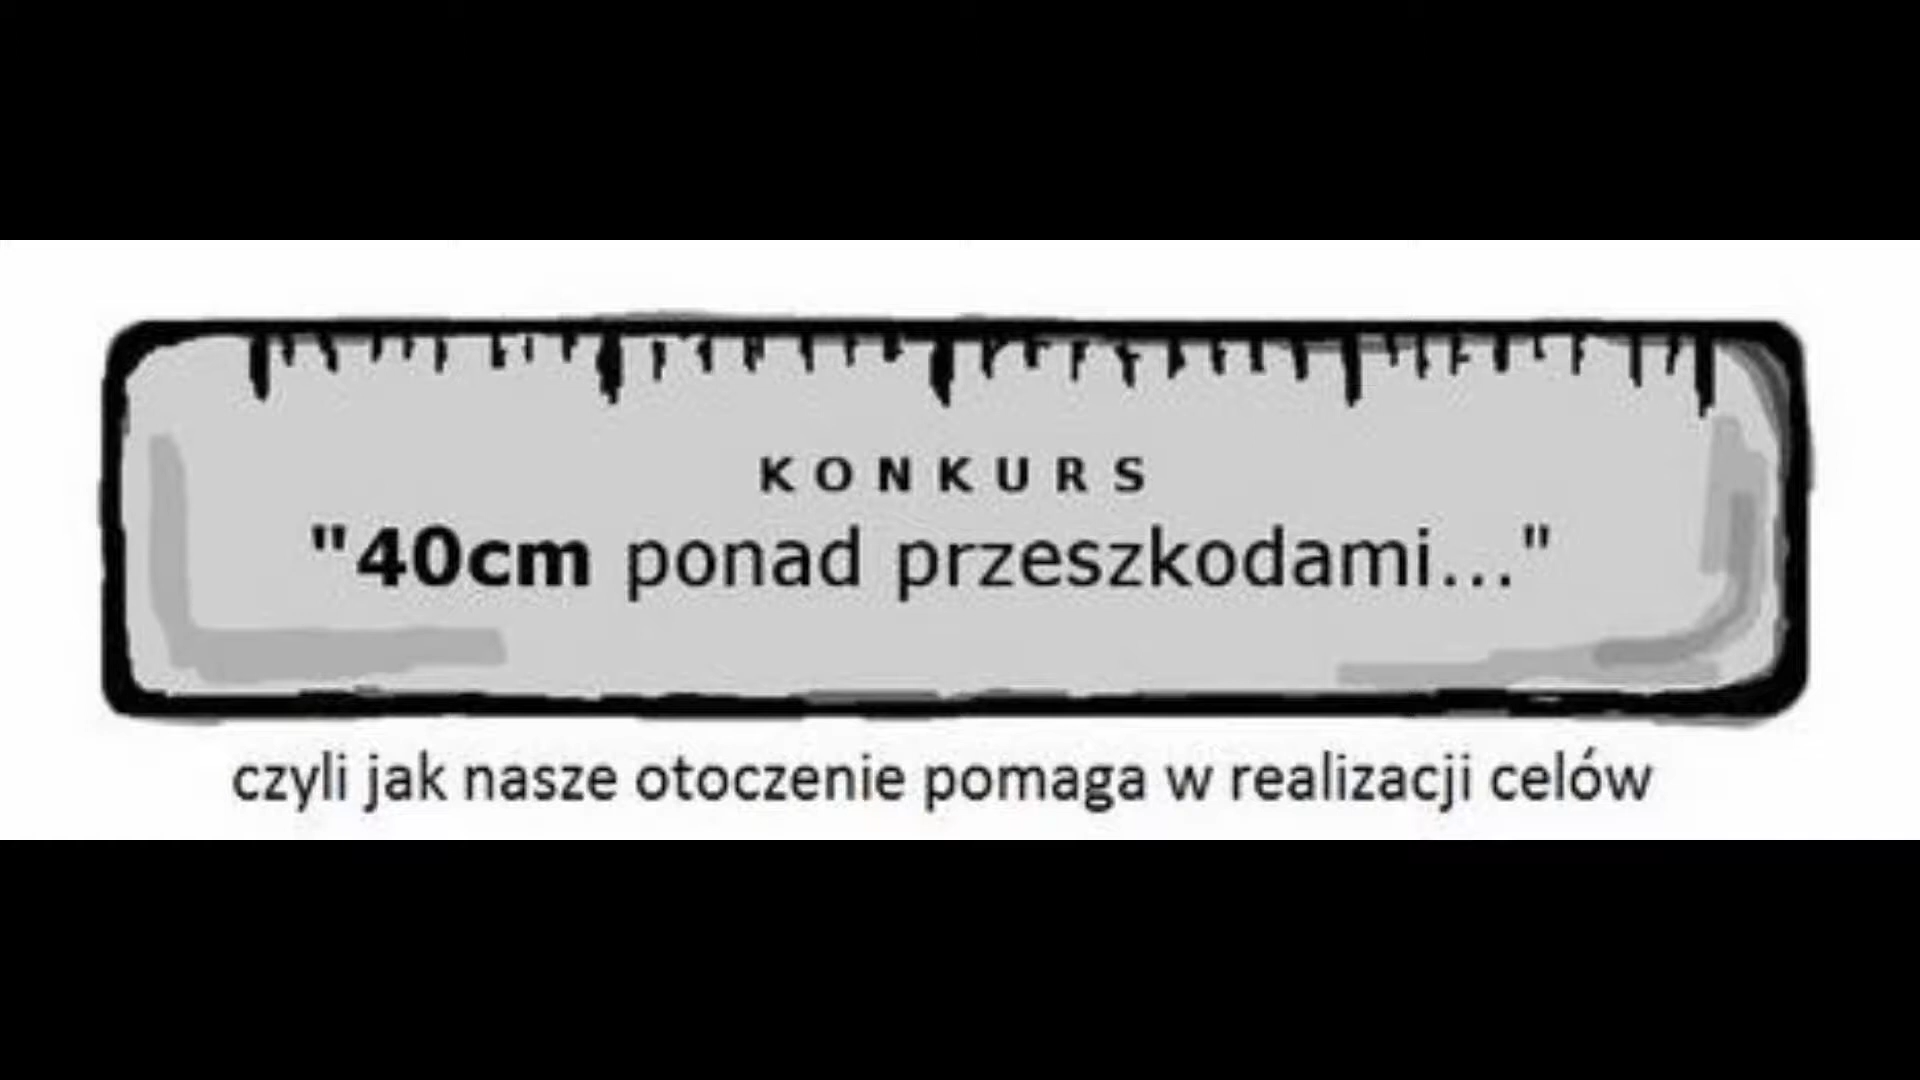 KONKURS
"40cm ponad przeszkodami..."
czyli jak nasze otoczenie pomaga w realizacji celów